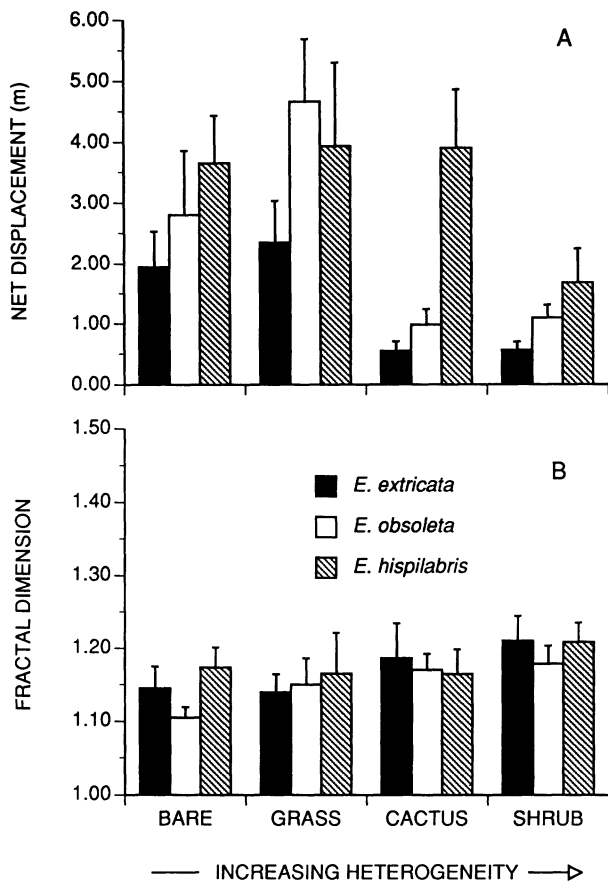 A
NET DISPLACEMENT (m)
6.00
5.00
4.00
3.00
2.00
1.00
0.00
B
FRACTAL DIMENSION
1.50
1.40
1.30
1.20
1.10
1.00
E. extricata
E. obsoleta
E. hispilabris
BARE GRASS CACTUS SHRUB
INCREASING HETEROGENEITY